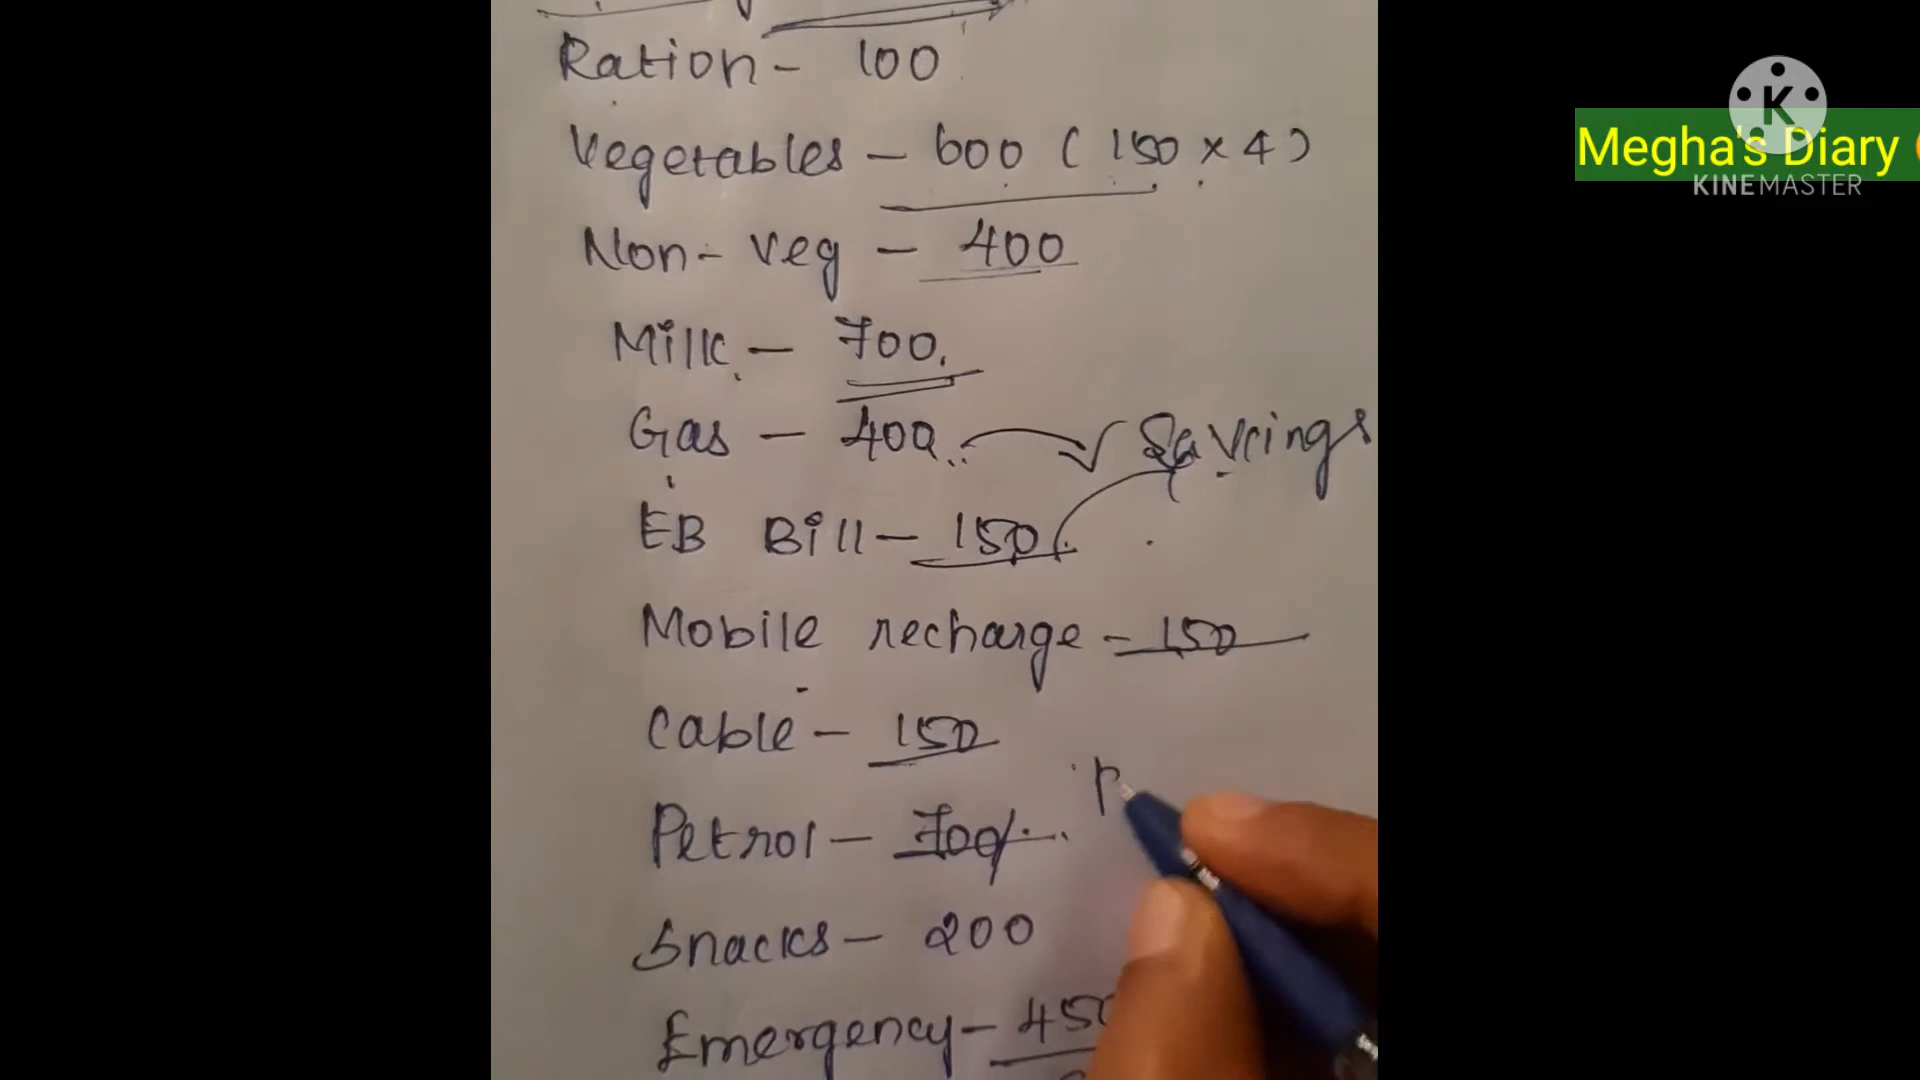 Ration - 100
Vegetables - 600 (150 x 4)
Non-veg - 400
Milk - 700.
Gas - 400 Savings
EB Bill - 150
Mobile recharge - 150
Cable - 150
Petrol - 700/-
Snacks - 200
Emergency - 450
K
Megha's Diary
KINEMASTER